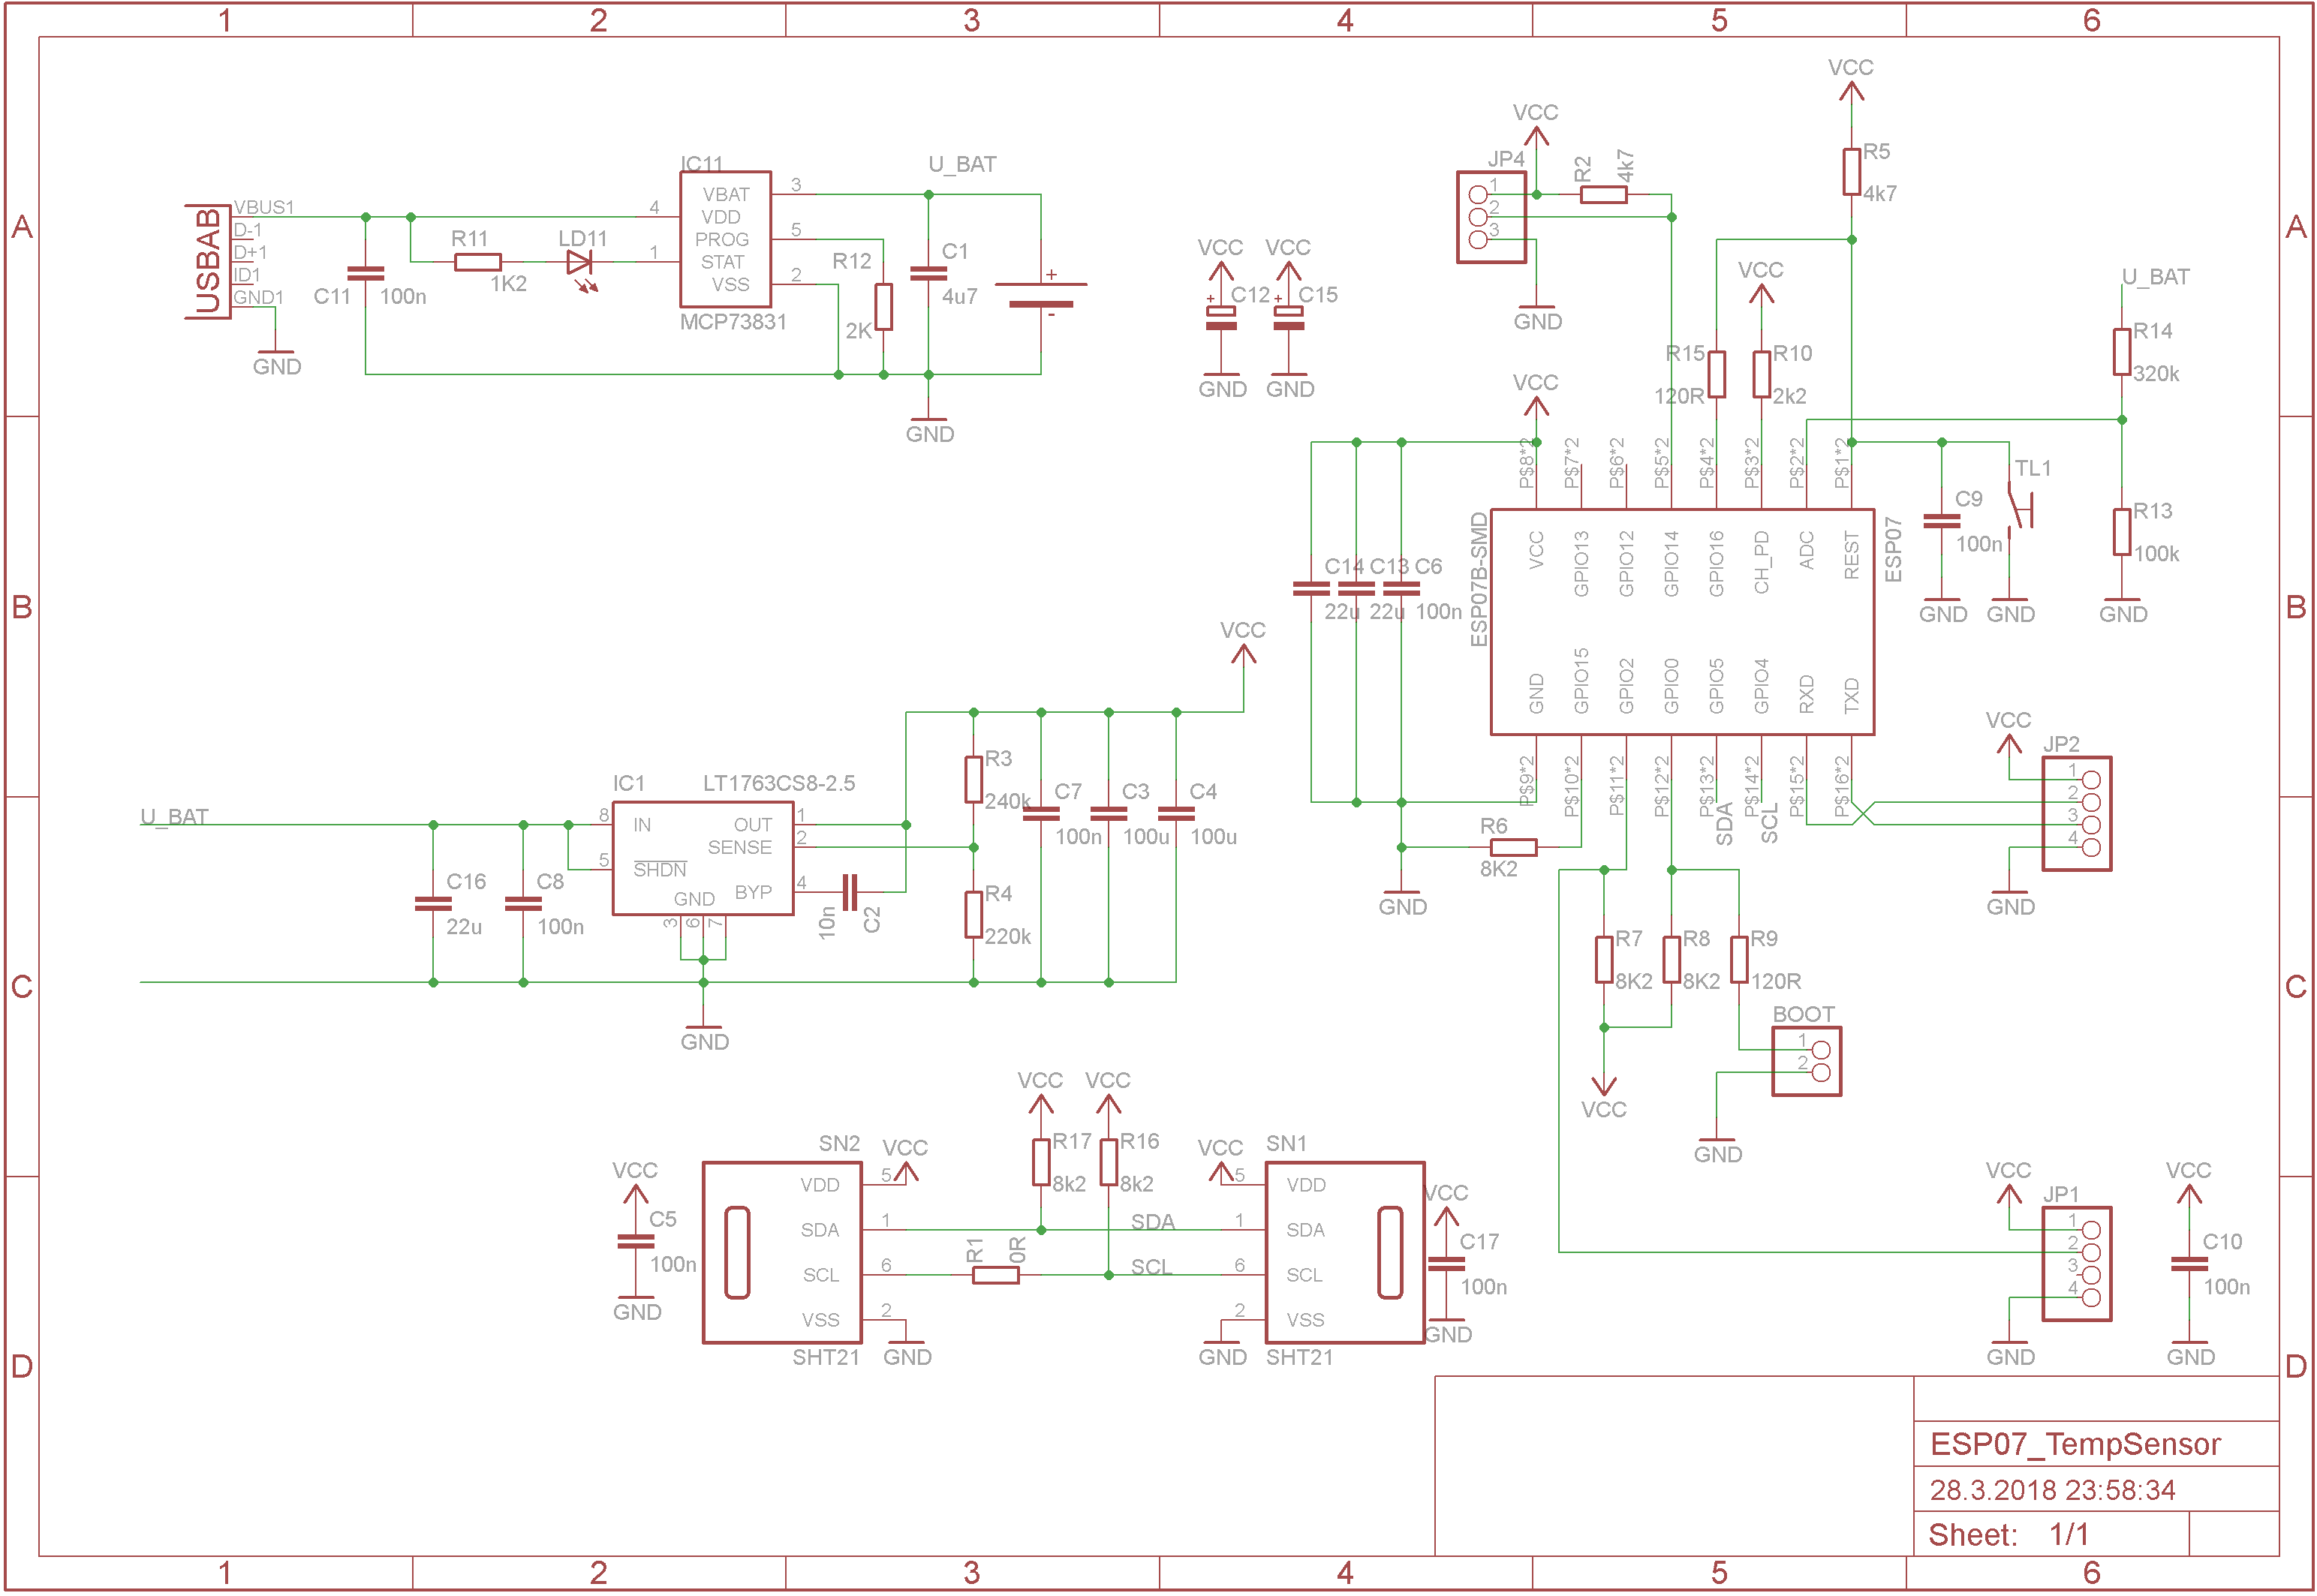 1 2 3 4 5 6
A A
B B
C C
D D
USBAB
VBUS1
D-1
D+1
ID1
GND1
GND
C11
100n
R11
1K2
LD11
IC11
MCP73831
VBAT
VDD
PROG
STAT
VSS
4
1
3
5
2
R12
2K
U_BAT
C1
4u7
+
-
GND
VCC
+
C12
GND
VCC
+
C15
GND
VCC
JP4
1
2
3
R2
4k7
GND
VCC
R5
4k7
VCC
R15
120R
R10
2k2
U_BAT
R14
320k
R13
100k
GND
VCC
P$8*2
P$7*2
P$6*2
P$5*2
P$4*2
P$3*2
P$2*2
P$1*2
ESP07B-SMD
ESP07
VCC
GPIO13
GPIO12
GPIO14
GPIO16
CH_PD
ADC
REST
GND
GPIO15
GPIO2
GPIO0
GPIO5
GPIO4
RXD
TXD
P$9*2
P$10*2
P$11*2
P$12*2
P$13*2
P$14*2
P$15*2
P$16*2
SDA
SCL
C14
22u
C13
22u
C6
100n
C9
100n
GND
TL1
GND
R6
8K2
GND
VCC
JP2
1
2
3
4
GND
R7
8K2
R8
8K2
R9
120R
VCC
BOOT
1
2
GND
VCC
JP1
1
2
3
4
GND
VCC
C10
100n
GND
U_BAT
C16
22u
C8
100n
IC1
LT1763CS8-2.5
IN
SHDN
GND
OUT
SENSE
BYP
8
5
3
6
7
1
2
4
10n
C2
GND
R3
240k
R4
220k
C7
100n
C3
100u
C4
100u
VCC
VCC
C5
100n
GND
SN2
SHT21
VDD
SDA
SCL
VSS
5
1
6
2
VCC
GND
R1
0R
VCC
R17
8k2
VCC
R16
8k2
SDA
SCL
VCC
GND
5
1
6
2
SN1
SHT21
VDD
SDA
SCL
VSS
VCC
C17
100n
GND
ESP07_TempSensor
28.3.2018 23:58:34
Sheet: 1/1
1 2 3 4 5 6